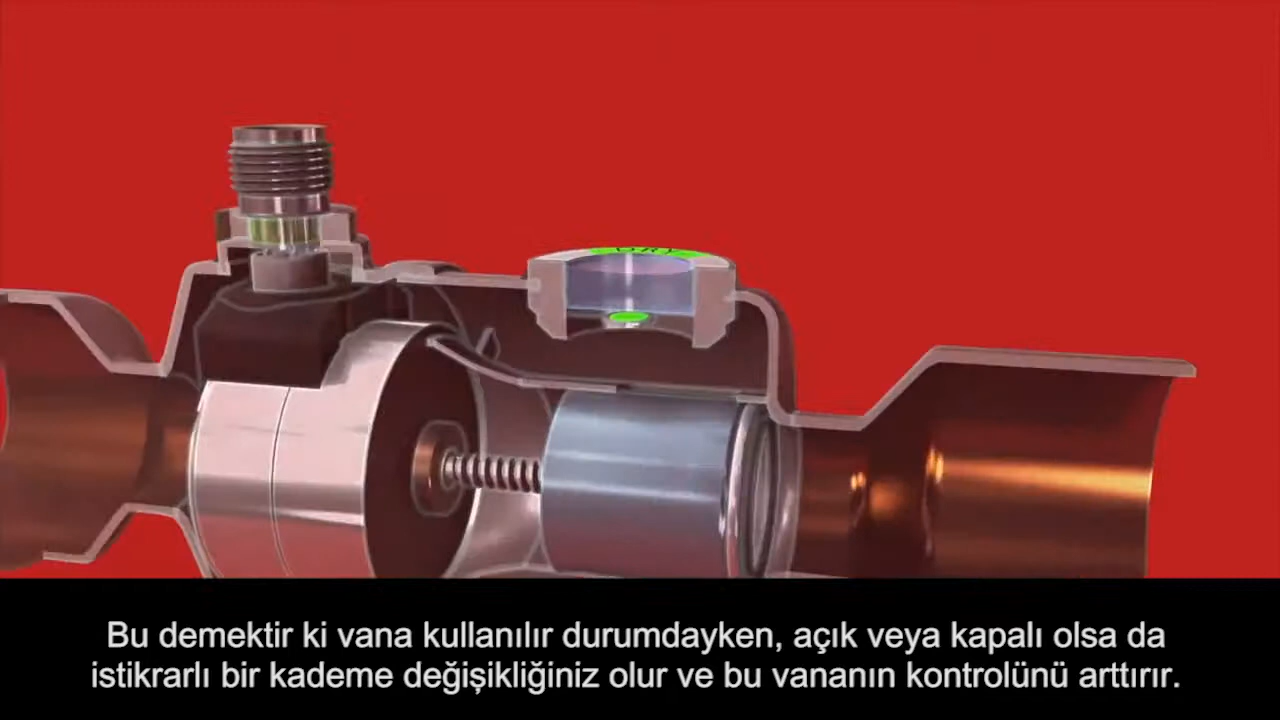 DRY
Bu demektir ki vana kullanılır durumdayken, açık veya kapalı olsa da
istikrarlı bir kademe değişikliğiniz olur ve bu vananın kontrolünü arttırır.